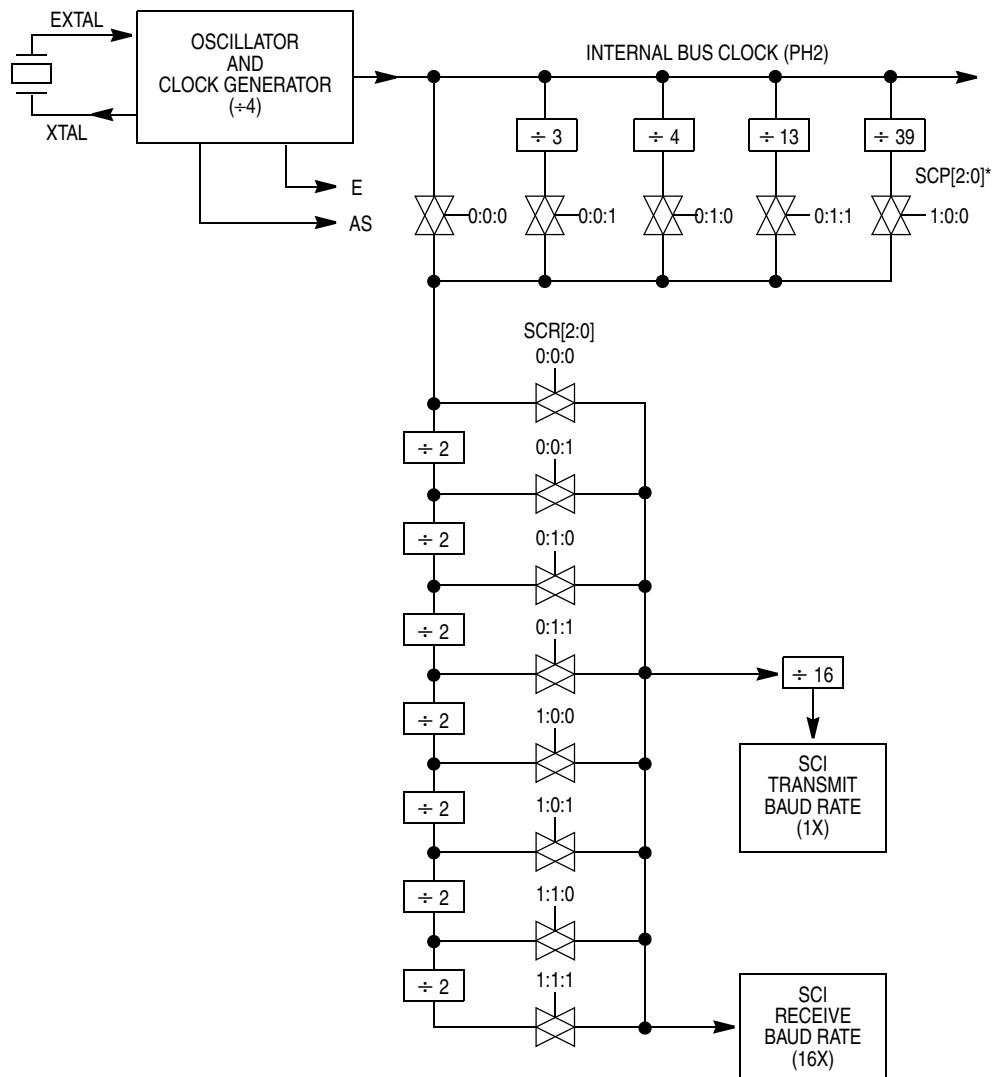 EXTAL
OSCILLATOR
AND
CLOCK GENERATOR
(÷4)
XTAL
E
AS
INTERNAL BUS CLOCK (PH2)
÷ 3
÷ 4
÷ 13
÷ 39
SCP[2:0]*
0:0:0
0:0:1
0:1:0
0:1:1
1:0:0
SCR[2:0]
0:0:0
÷ 2
0:0:1
÷ 2
0:1:0
÷ 2
0:1:1
÷ 16
÷ 2
1:0:0
SCI
TRANSMIT
BAUD RATE
(1X)
÷ 2
1:0:1
÷ 2
1:1:0
÷ 2
1:1:1
SCI
RECEIVE
BAUD RATE
(16X)